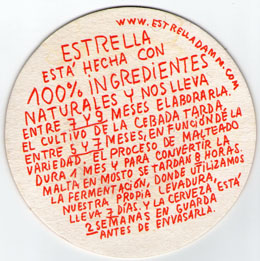 WWW.ESTRELLADAMM.COM
ESTRELLA
ESTÁ HECHA CON
100% INGREDIENTES
NATURALES Y NOS LLEVA
ENTRE 7 Y 9 MESES ELABORARLA.
EL CULTIVO DE LA CEBADA TARDA
ENTRE 5 Y 7 MESES, EN FUNCIÓN DE LA
VARIEDAD. EL PROCESO DE MALTEADO
DURA 1 MES Y PARA CONVERTIR LA
MALTA EN MOSTO SE TARDAN 8 HORAS.
LA FERMENTACIÓN, DONDE UTILIZAMOS
NUESTRA PROPIA LEVADURA,
LLEVA 7 DÍAS. Y LA CERVEZA ESTÁ
2 SEMANAS EN GUARDA
ANTES DE ENVASARLA.